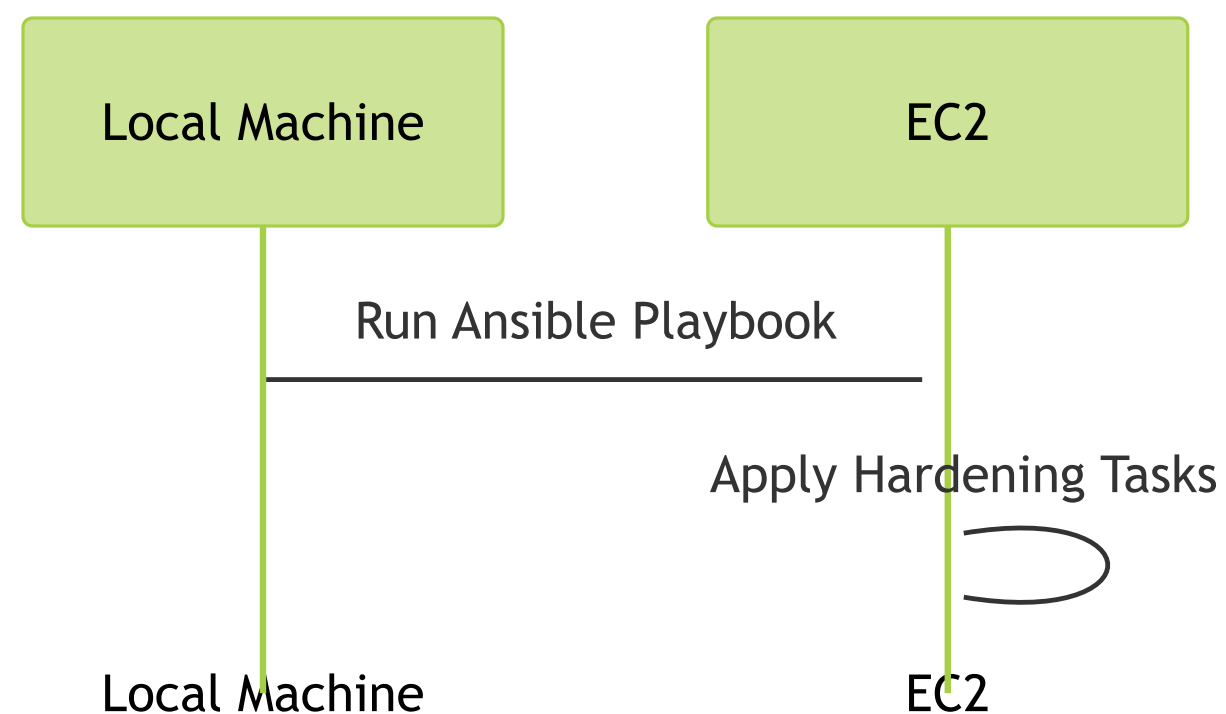 Local Machine
EC2
Run Ansible Playbook
Apply Hardening Tasks
Local Machine
EC2